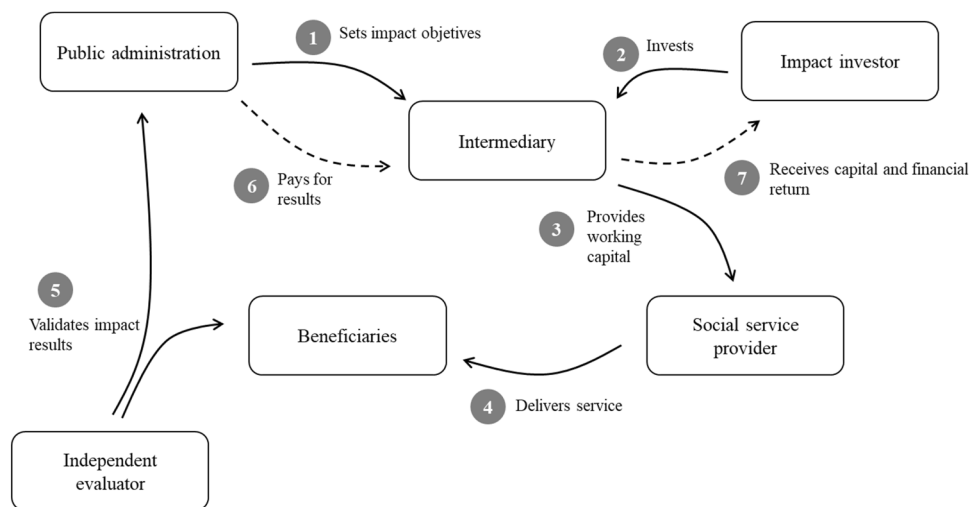 Public administration
1
Sets impact objetives
2
Invests
Impact investor
Intermediary
6
Pays for
results
7
Receives capital and financial
return
3
Provides
working
capital
5
Validates impact
results
Beneficiaries
Social service
provider
4
Delivers service
Independent
evaluator